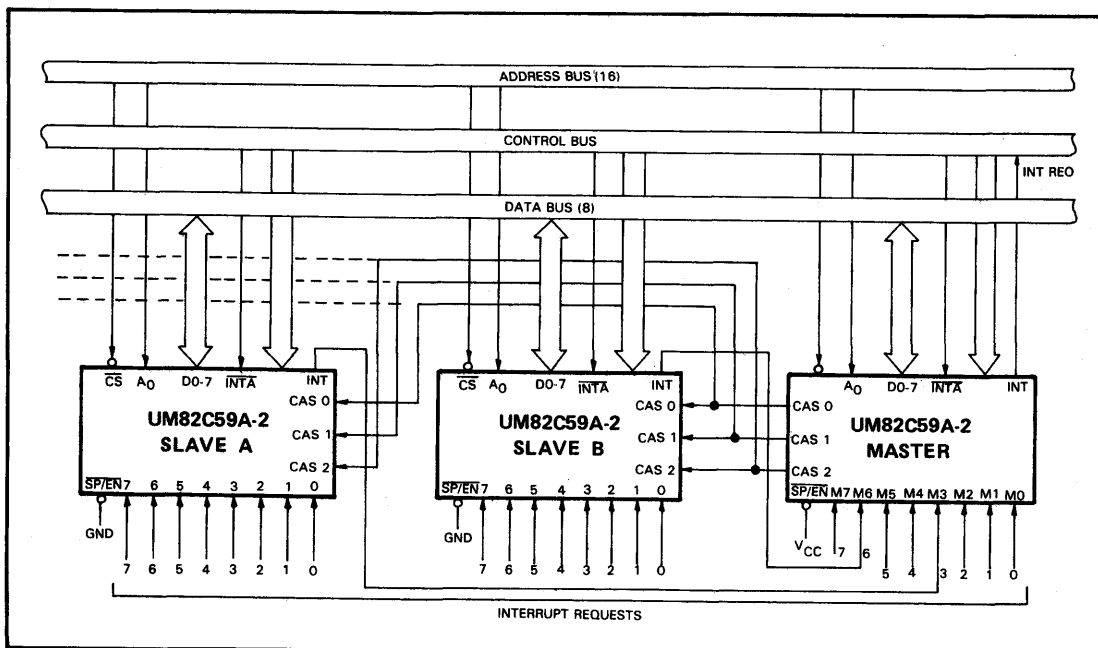 ADDRESS BUS (16)
CONTROL BUS
INT REO
DATA BUS (8)
CS A0 D0-7 INTA INT
CAS 0
UM82C59A-2
SLAVE A
CAS 1
CAS 2
SP/EN 7 6 5 4 3 2 1 0
GND
7 6 5 4 3 2 1 0
CS A0 D0-7 INTA INT
CAS 0
UM82C59A-2
SLAVE B
CAS 1
CAS 2
SP/EN 7 6 5 4 3 2 1 0
GND
7 6 5 4 3 2 1 0
A0 D0-7 INTA INT
CAS 0
UM82C59A-2
MASTER
CAS 1
CAS 2
SP/EN M7 M6 M5 M4 M3 M2 M1 M0
VCC
7 6 5 4 3 2 1 0
INTERRUPT REQUESTS